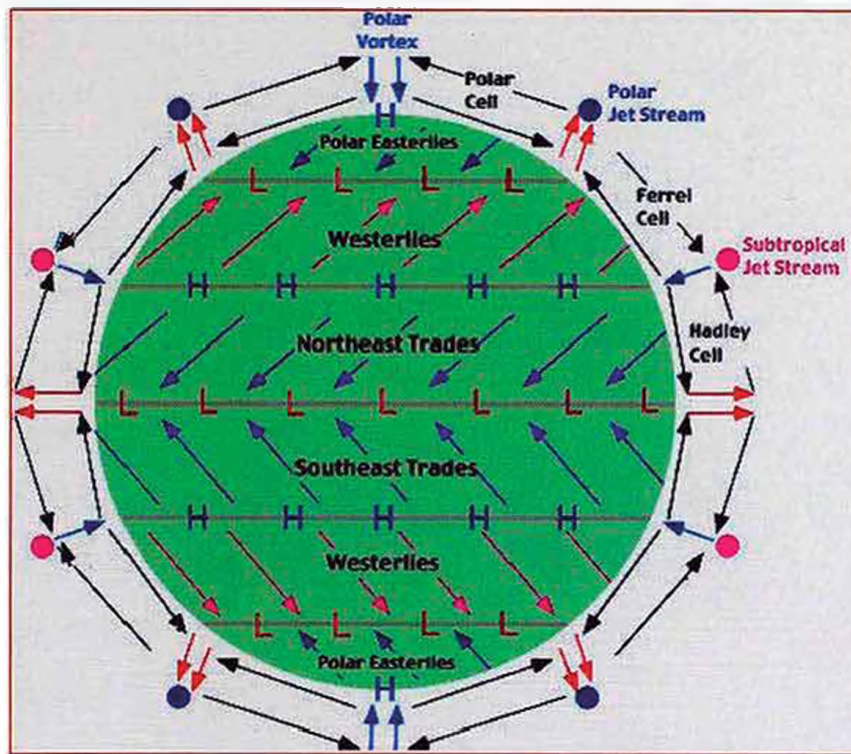 Polar
Vortex
Polar
Cell
Polar
Jet Stream
H
Polar Easterlies
L L L L
Ferrel
Cell
Westerlies
Subtropical
Jet Stream
H H H H H
Hadley
Cell
Northeast Trades
L L L L L L L
Southeast Trades
H H H H H
Westerlies
L L L L
Polar Easterlies
H